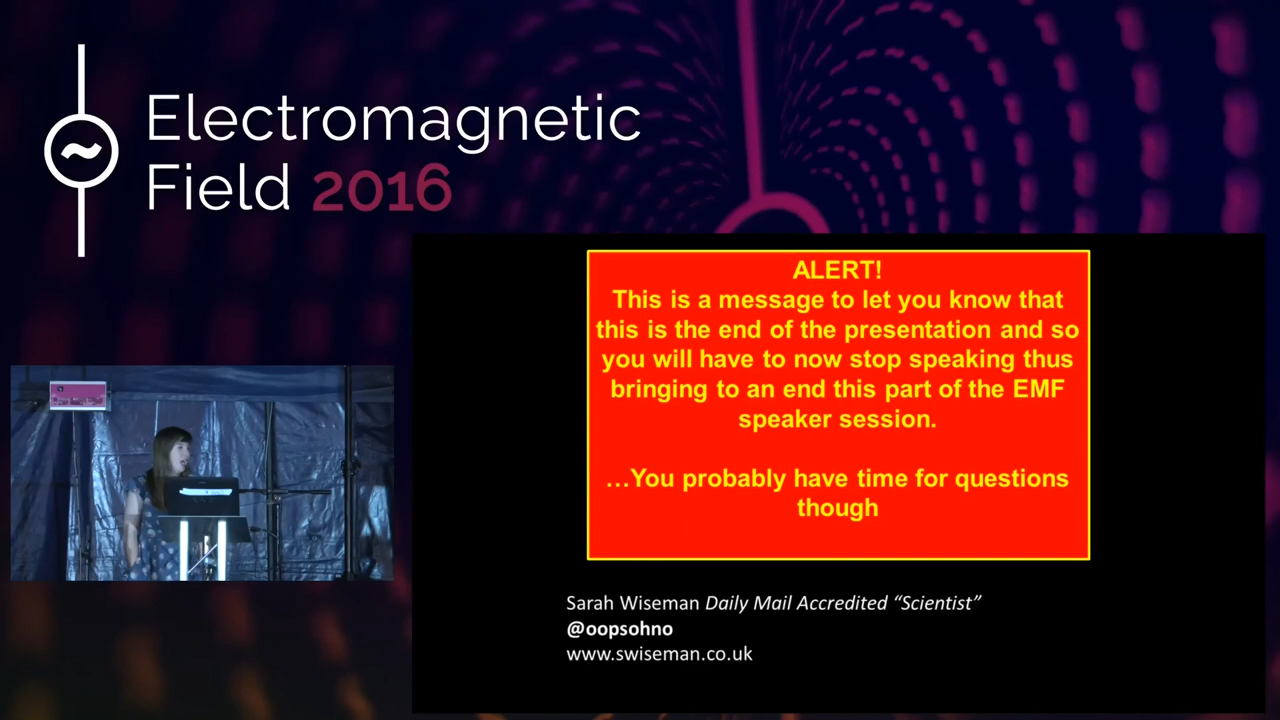 Electromagnetic
Field 2016
ALERT!
This is a message to let you know that
this is the end of the presentation and so
you will have to now stop speaking thus
bringing to an end this part of the EMF
speaker session.
…You probably have time for questions
though
Sarah Wiseman Daily Mail Accredited “Scientist”
@oopsohno
www.swiseman.co.uk